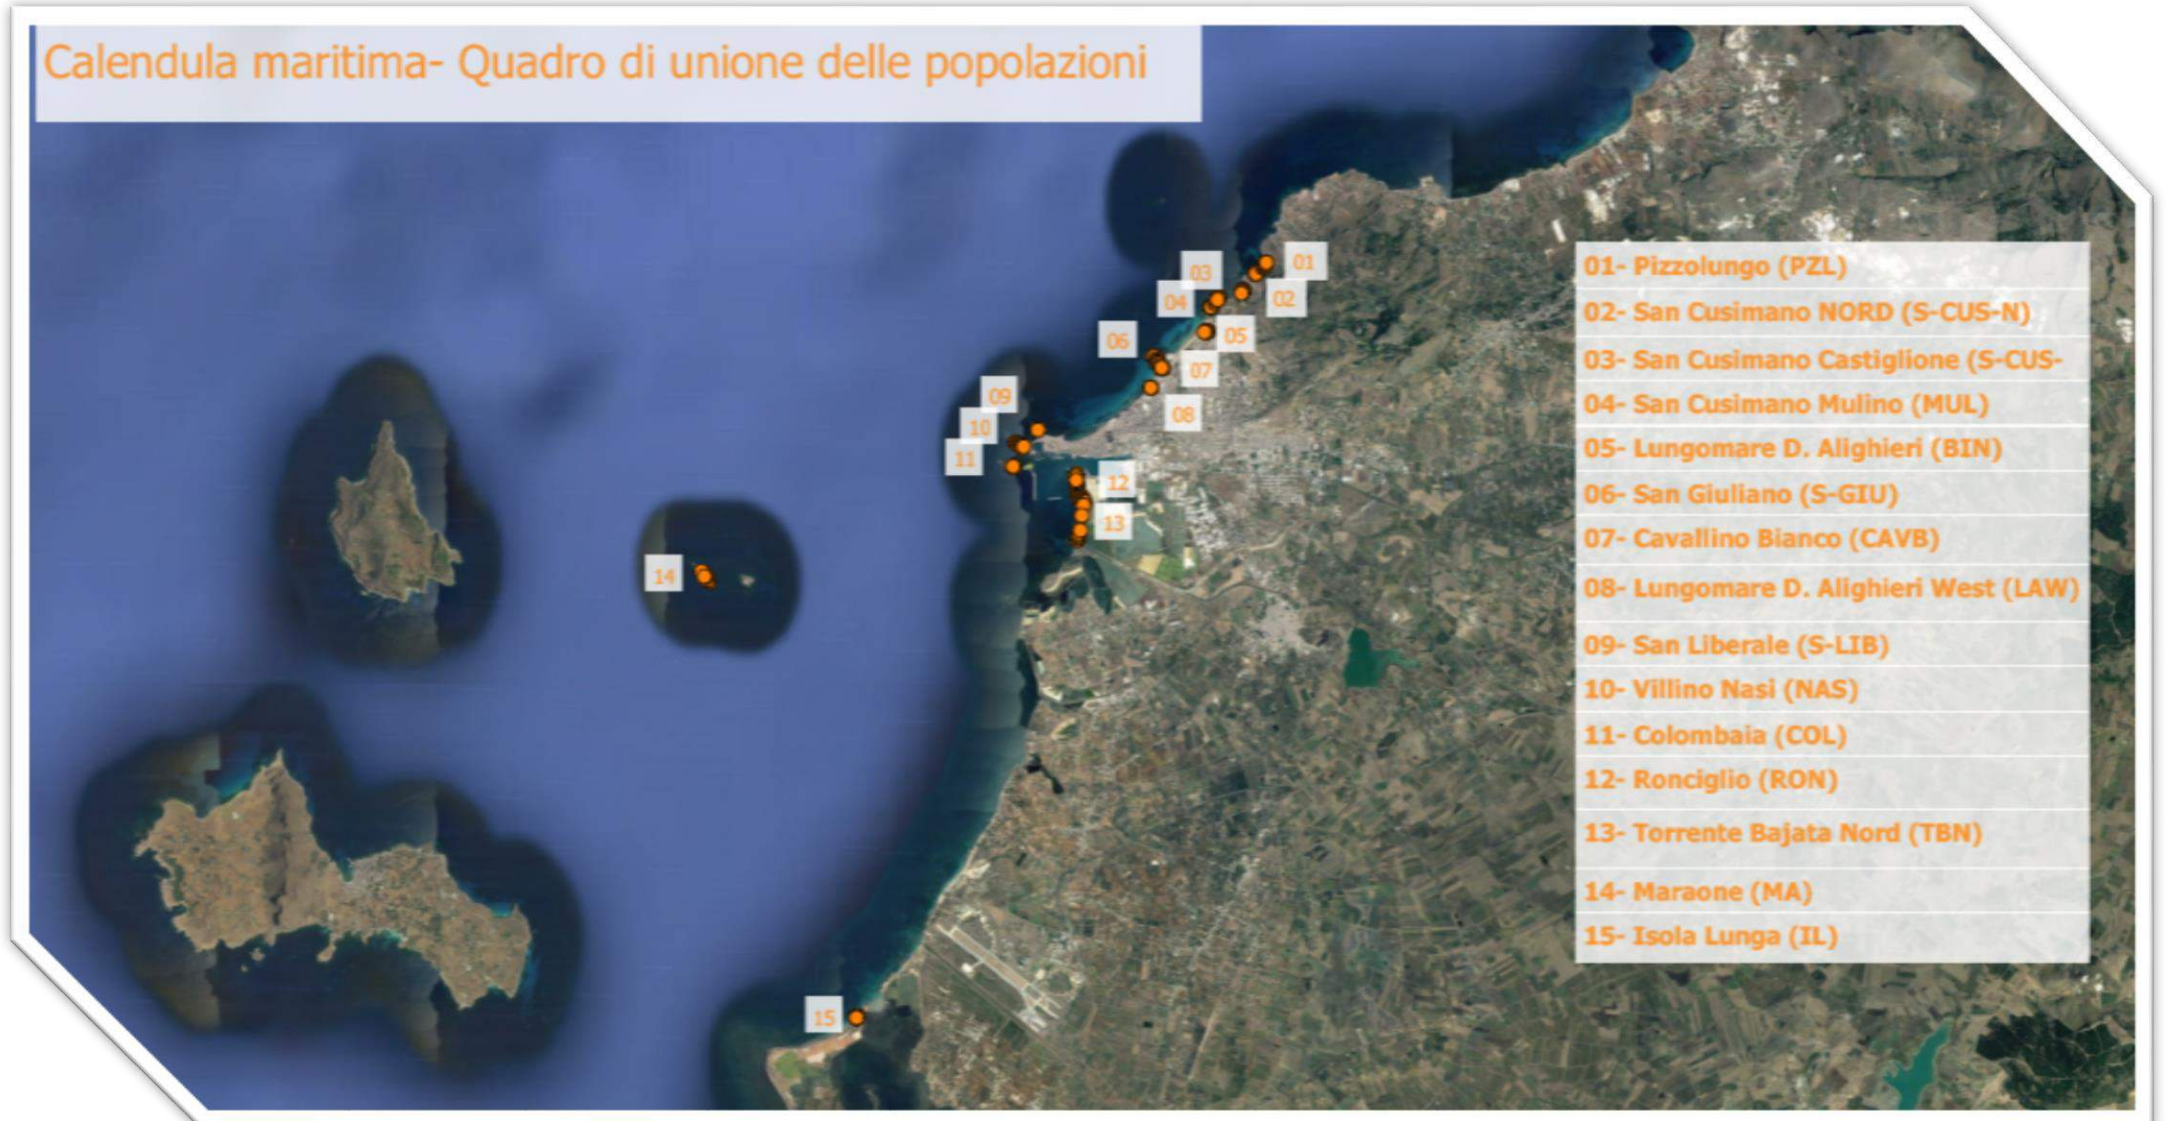 Calendula maritima- Quadro di unione delle popolazioni
01
02
03
04
05
06
07
08
09
10
11
12
13
14
15
01- Pizzolungo (PZL)
02- San Cusimano NORD (S-CUS-N)
03- San Cusimano Castiglione (S-CUS-
04- San Cusimano Mulino (MUL)
05- Lungomare D. Alighieri (BIN)
06- San Giuliano (S-GIU)
07- Cavallino Bianco (CAVB)
08- Lungomare D. Alighieri West (LAW)
09- San Liberale (S-LIB)
10- Villino Nasi (NAS)
11- Colombaia (COL)
12- Ronciglio (RON)
13- Torrente Bajata Nord (TBN)
14- Maraone (MA)
15- Isola Lunga (IL)